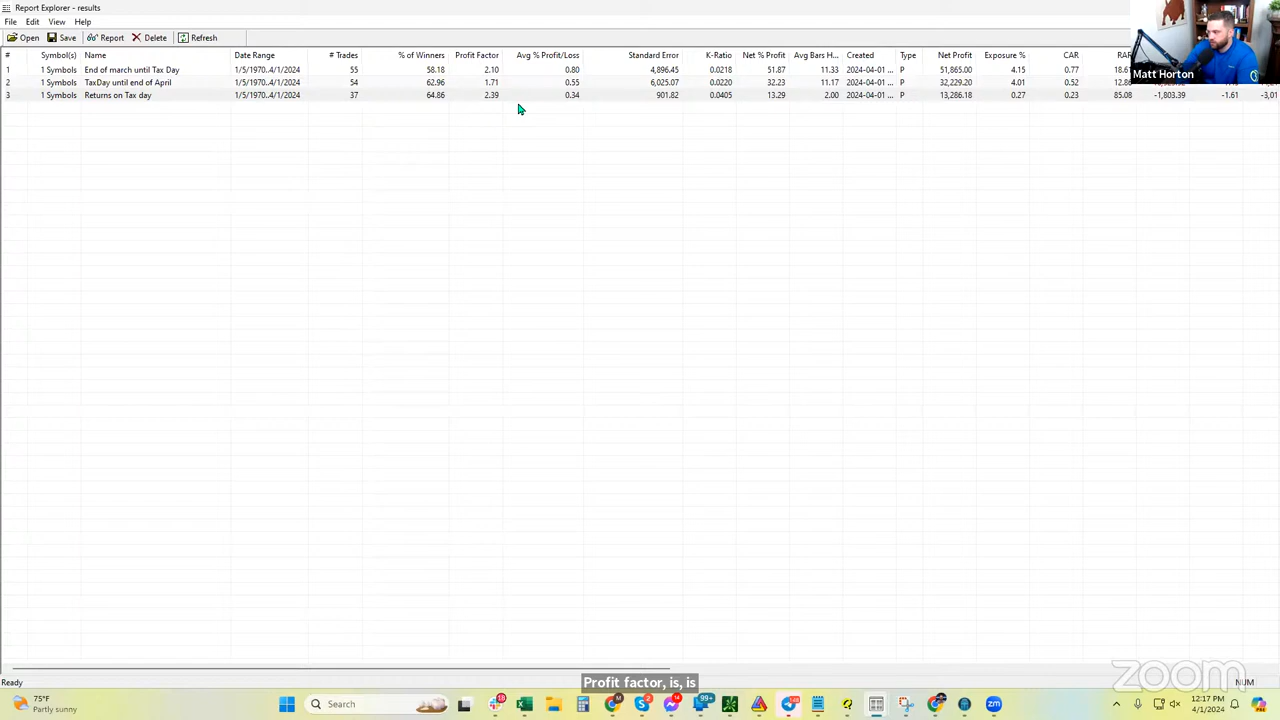 Report Explorer - results
File Edit View Help
Open Save Report Delete Refresh
# Symbol(s) Name Date Range # Trades % of Winners Profit Factor Avg % Profit/Loss Standard Error K-Ratio Net % Profit Avg Bars H... Created Type Net Profit Exposure % CAR RAR
1 1 Symbols End of march until Tax Day 1/5/1970..4/1/2024 55 58.18 2.10 0.80 4,896.45 0.0218 51.87 11.33 2024-04-01 ... P 51,865.00 4.15 0.77 18.67
2 1 Symbols TaxDay until end of April 1/5/1970..4/1/2024 54 62.96 1.71 0.55 6,025.07 0.0220 32.23 11.17 2024-04-01 ... P 32,229.20 4.01 0.52 12.86
3 1 Symbols Returns on Tax day 1/5/1970..4/1/2024 37 64.86 2.39 0.34 901.82 0.0405 13.29 2.00 2024-04-01 ... P 13,286.18 0.27 0.23 85.08 -1,803.39 -1.61 -3,01
Matt Horton
Profit factor, is, is
zoom
Ready
NUM
75°F
Partly sunny
Search
99+
12:17 PM
4/1/2024